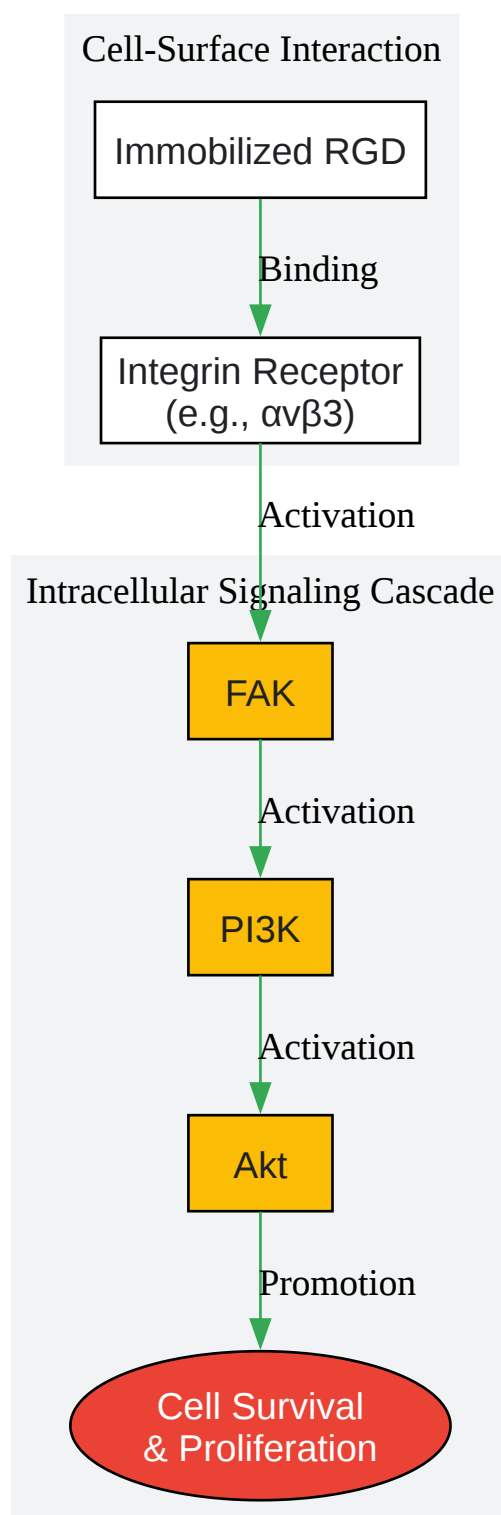 Cell-Surface Interaction
Immobilized RGD
Binding
Integrin Receptor
(e.g., αvβ3)
Activation
Intracellular Signaling Cascade
FAK
Activation
PI3K
Activation
Akt
Promotion
Cell Survival
& Proliferation